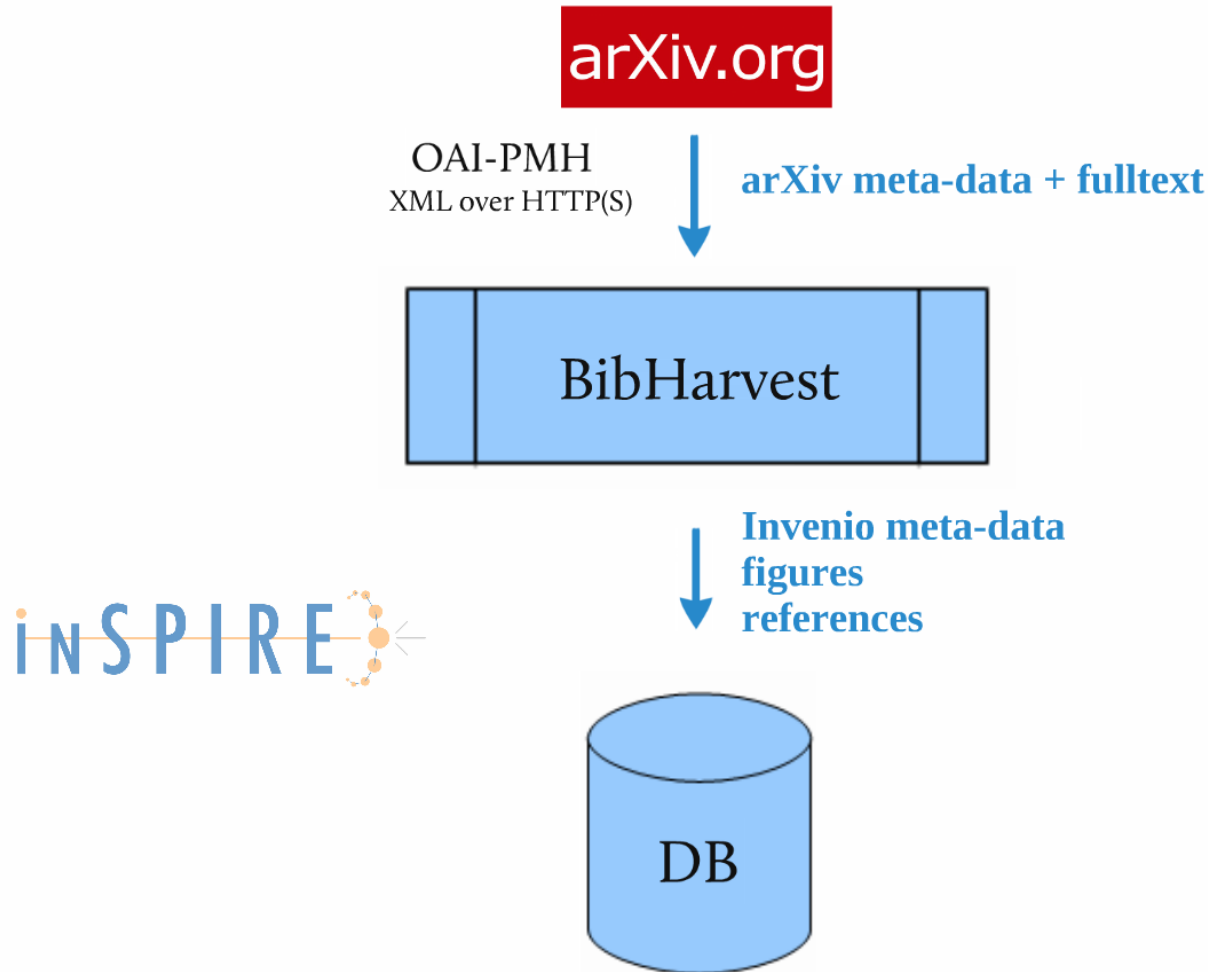 arXiv.org
OAI-PMH
XML over HTTP(S)
arXiv meta-data + fulltext
BibHarvest
Invenio meta-data
figures
references
iNSPIRE
DB